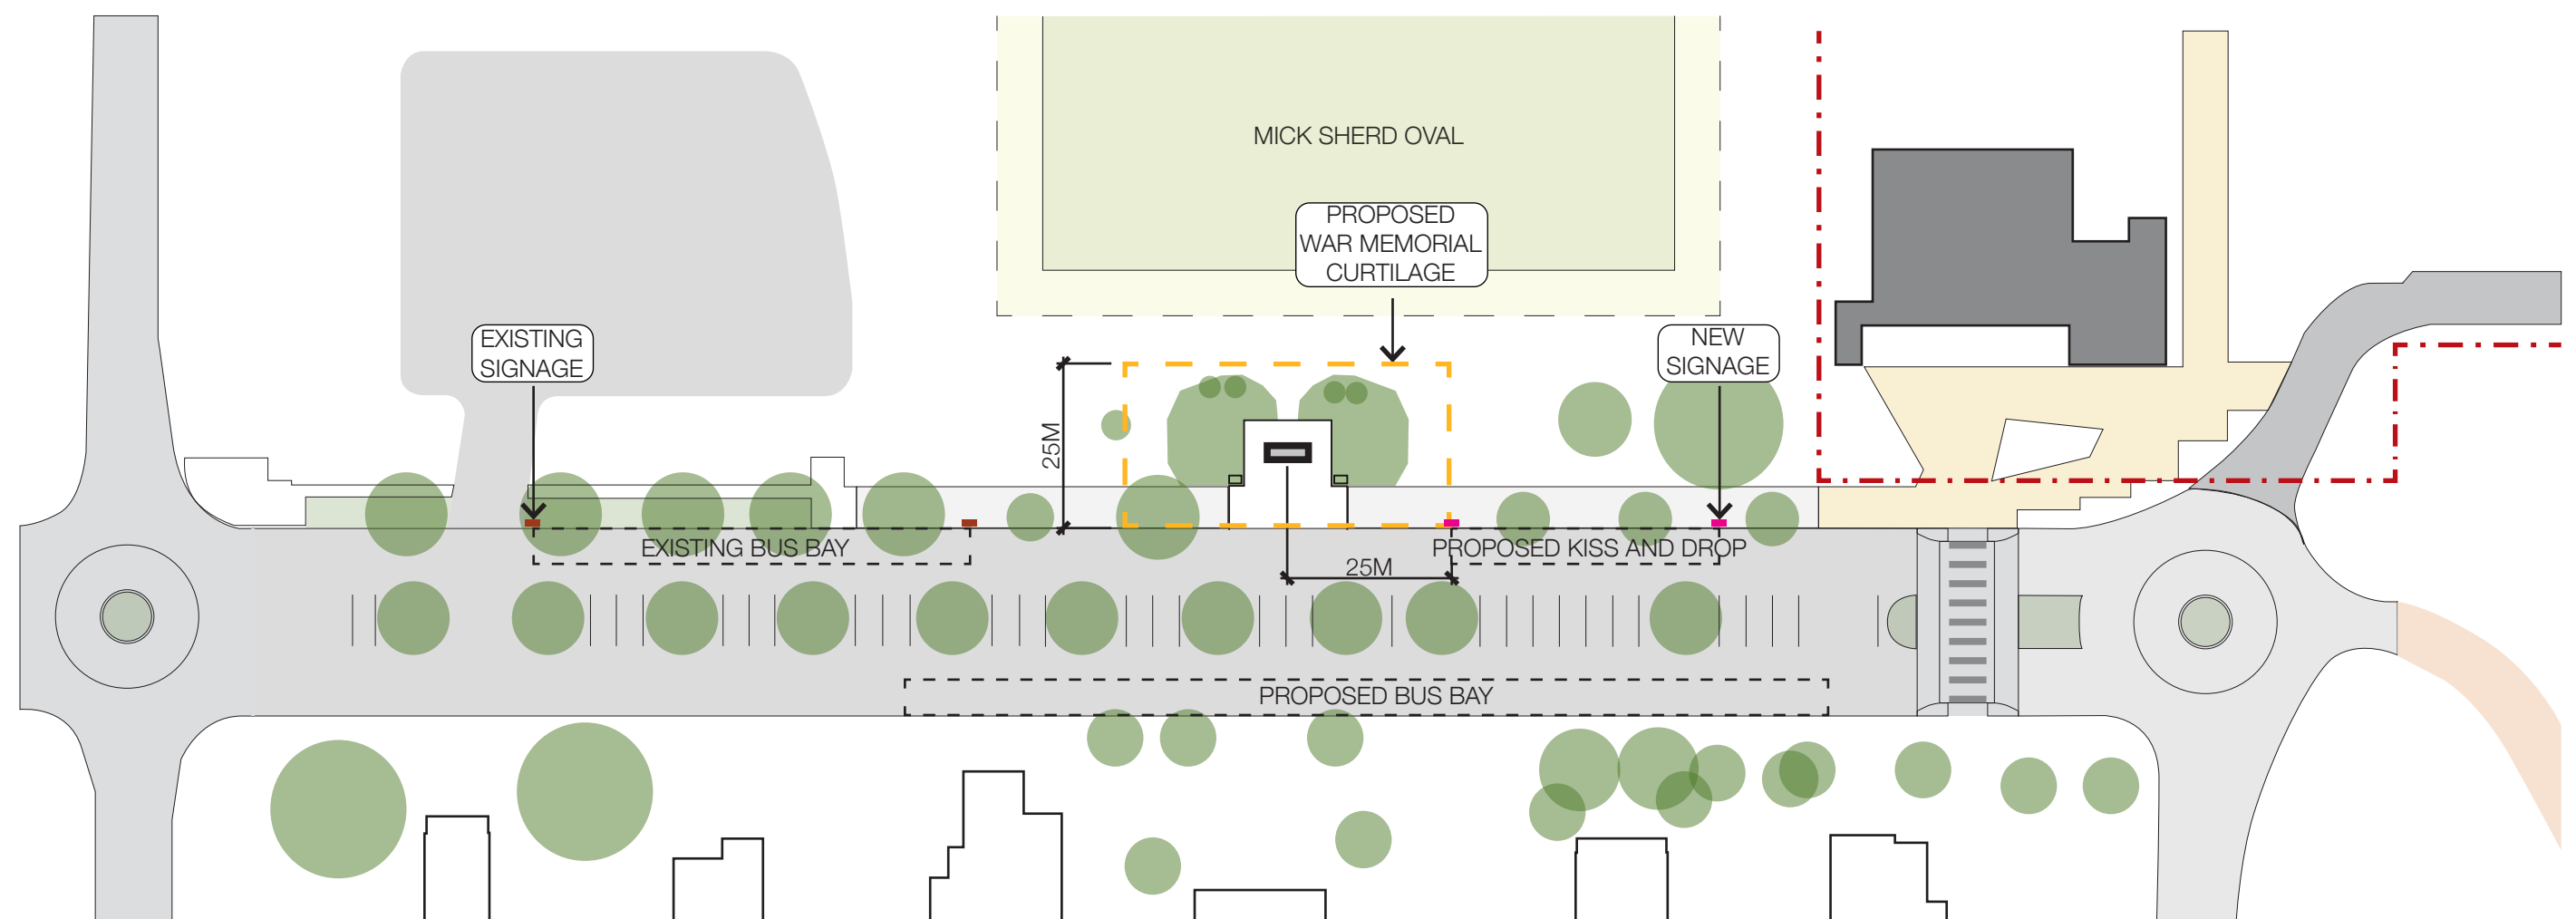 MICK SHERD OVAL
PROPOSED
WAR MEMORIAL
CURTILAGE
EXISTING
SIGNAGE
NEW
SIGNAGE
25M
EXISTING BUS BAY
PROPOSED KISS AND DROP
25M
PROPOSED BUS BAY